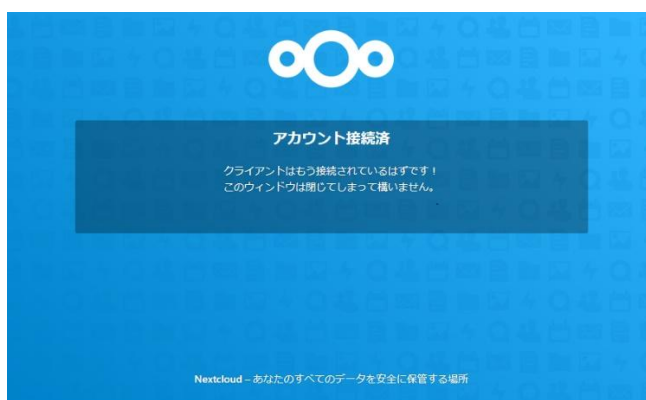 アカウント接続済
クライアントはもう接続されているはずです!
このウィンドウは閉じてしまって構いません。
Nextcloud – あなたのすべてのデータを安全に保管する場所